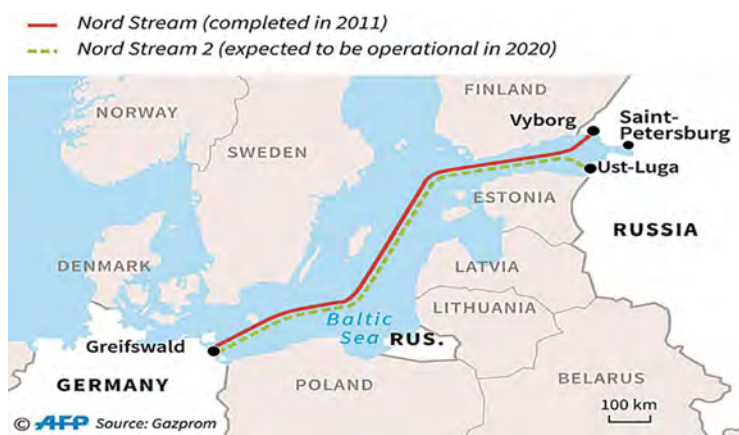 Nord Stream (completed in 2011)
Nord Stream 2 (expected to be operational in 2020)
FINLAND
NORWAY
Vyborg
Saint-
Petersburg
SWEDEN
Ust-Luga
ESTONIA
RUSSIA
DENMARK
LATVIA
LITHUANIA
Baltic
Sea
RUS.
Greifswald
GERMANY
POLAND
BELARUS
100 km
© AFP Source: Gazprom